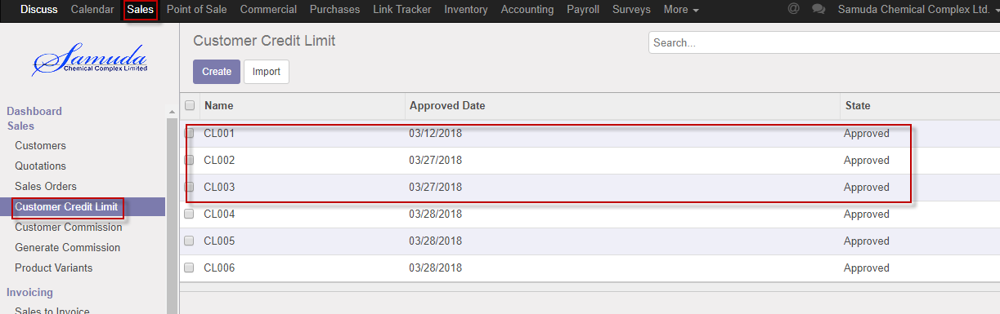 Discuss Calendar Sales Point of Sale Commercial Purchases Link Tracker Inventory Accounting Payroll Surveys More @ Samuda Chemical Complex Ltd.
Samuda
Chemical Complex Limited
Dashboard
Sales
Customers
Quotations
Sales Orders
Customer Credit Limit
Customer Commission
Generate Commission
Product Variants
Invoicing
Sales to Invoice
Customer Credit Limit
Search...
Create Import
Name Approved Date State
CL001 03/12/2018 Approved
CL002 03/27/2018 Approved
CL003 03/27/2018 Approved
CL004 03/28/2018 Approved
CL005 03/28/2018 Approved
CL006 03/28/2018 Approved